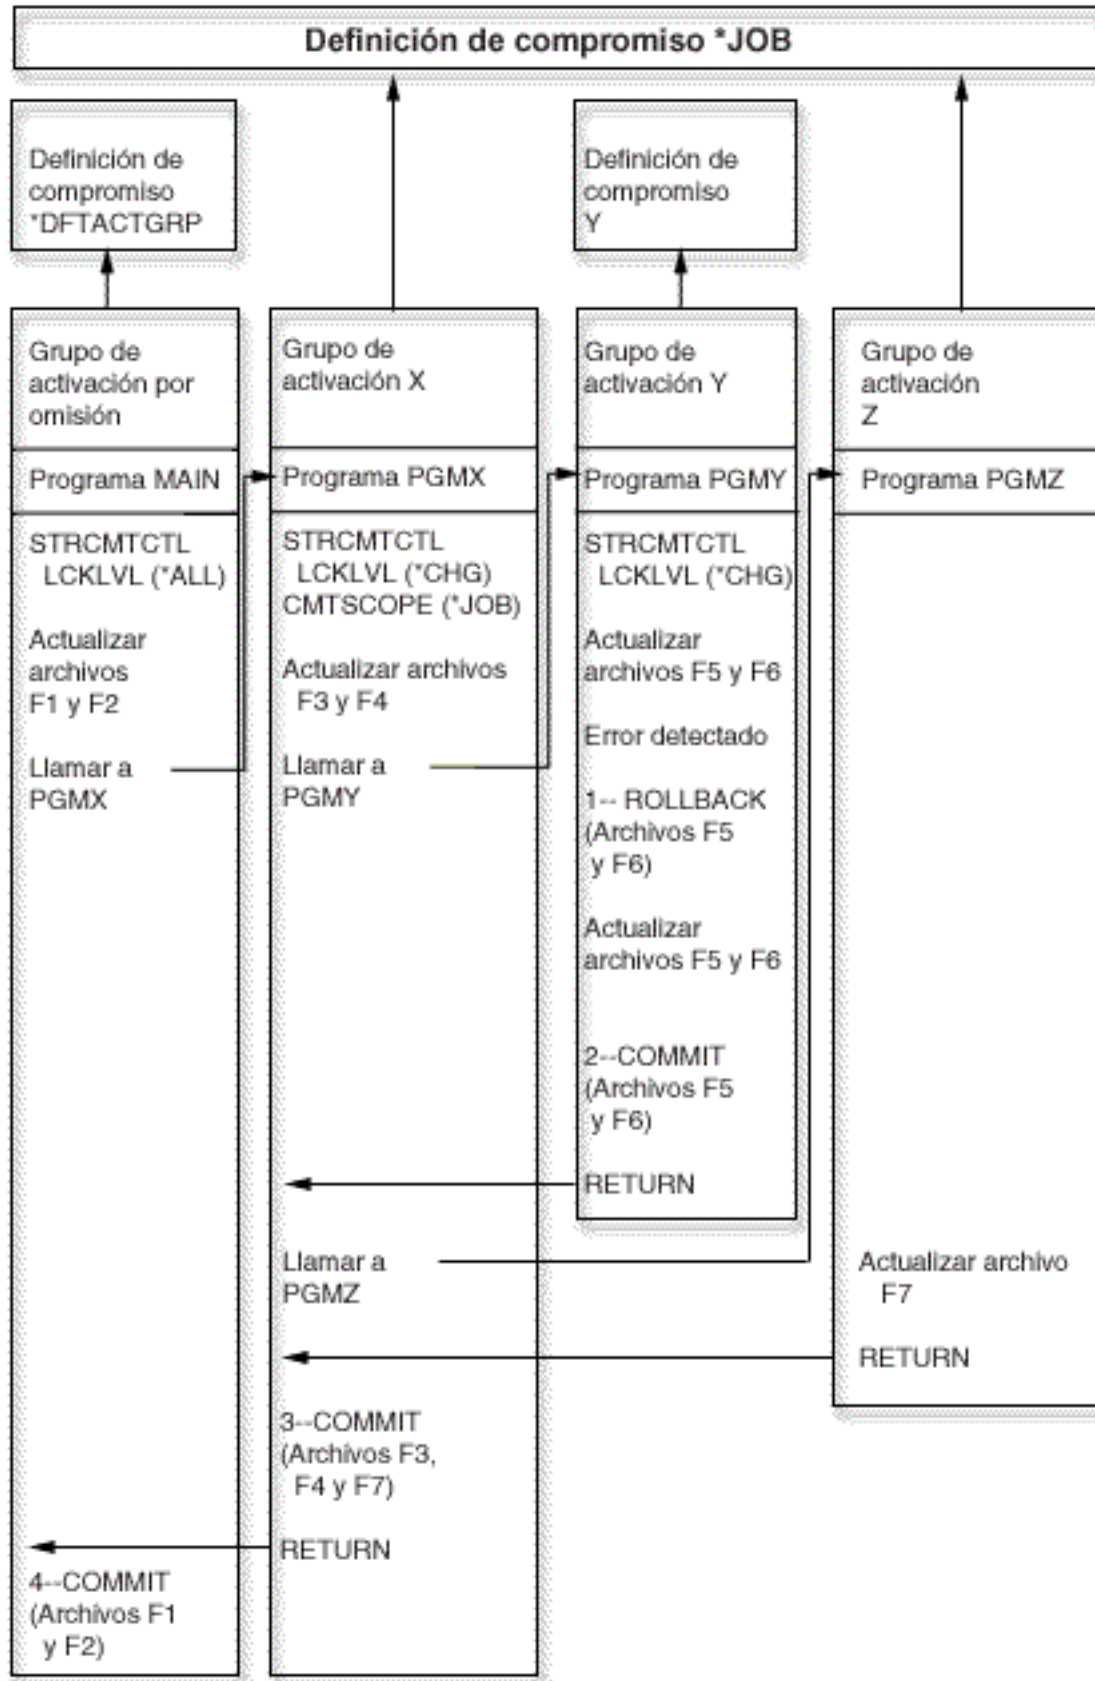 Definición de compromiso *JOB
Definición de
compromiso
*DFTACTGRP
Definición de
compromiso
Y
Grupo de
activación por
omisión
Programa MAIN
STRCMTCTL
LCKLVL (*ALL)
Actualizar
archivos
F1 y F2
Llamar a
PGMX
4--COMMIT
(Archivos F1
y F2)
Grupo de
activación X
Programa PGMX
STRCMTCTL
LCKLVL (*CHG)
CMTSCOPE (*JOB)
Actualizar archivos
F3 y F4
Llamar a
PGMY
Llamar a
PGMZ
3--COMMIT
(Archivos F3,
F4 y F7)
RETURN
Grupo de
activación Y
Programa PGMY
STRCMTCTL
LCKLVL (*CHG)
Actualizar
archivos F5 y F6
Error detectado
1-- ROLLBACK
(Archivos F5
y F6)
Actualizar
archivos F5 y F6
2--COMMIT
(Archivos F5
y F6)
RETURN
Grupo de
activación
Z
Programa PGMZ
Actualizar archivo
F7
RETURN